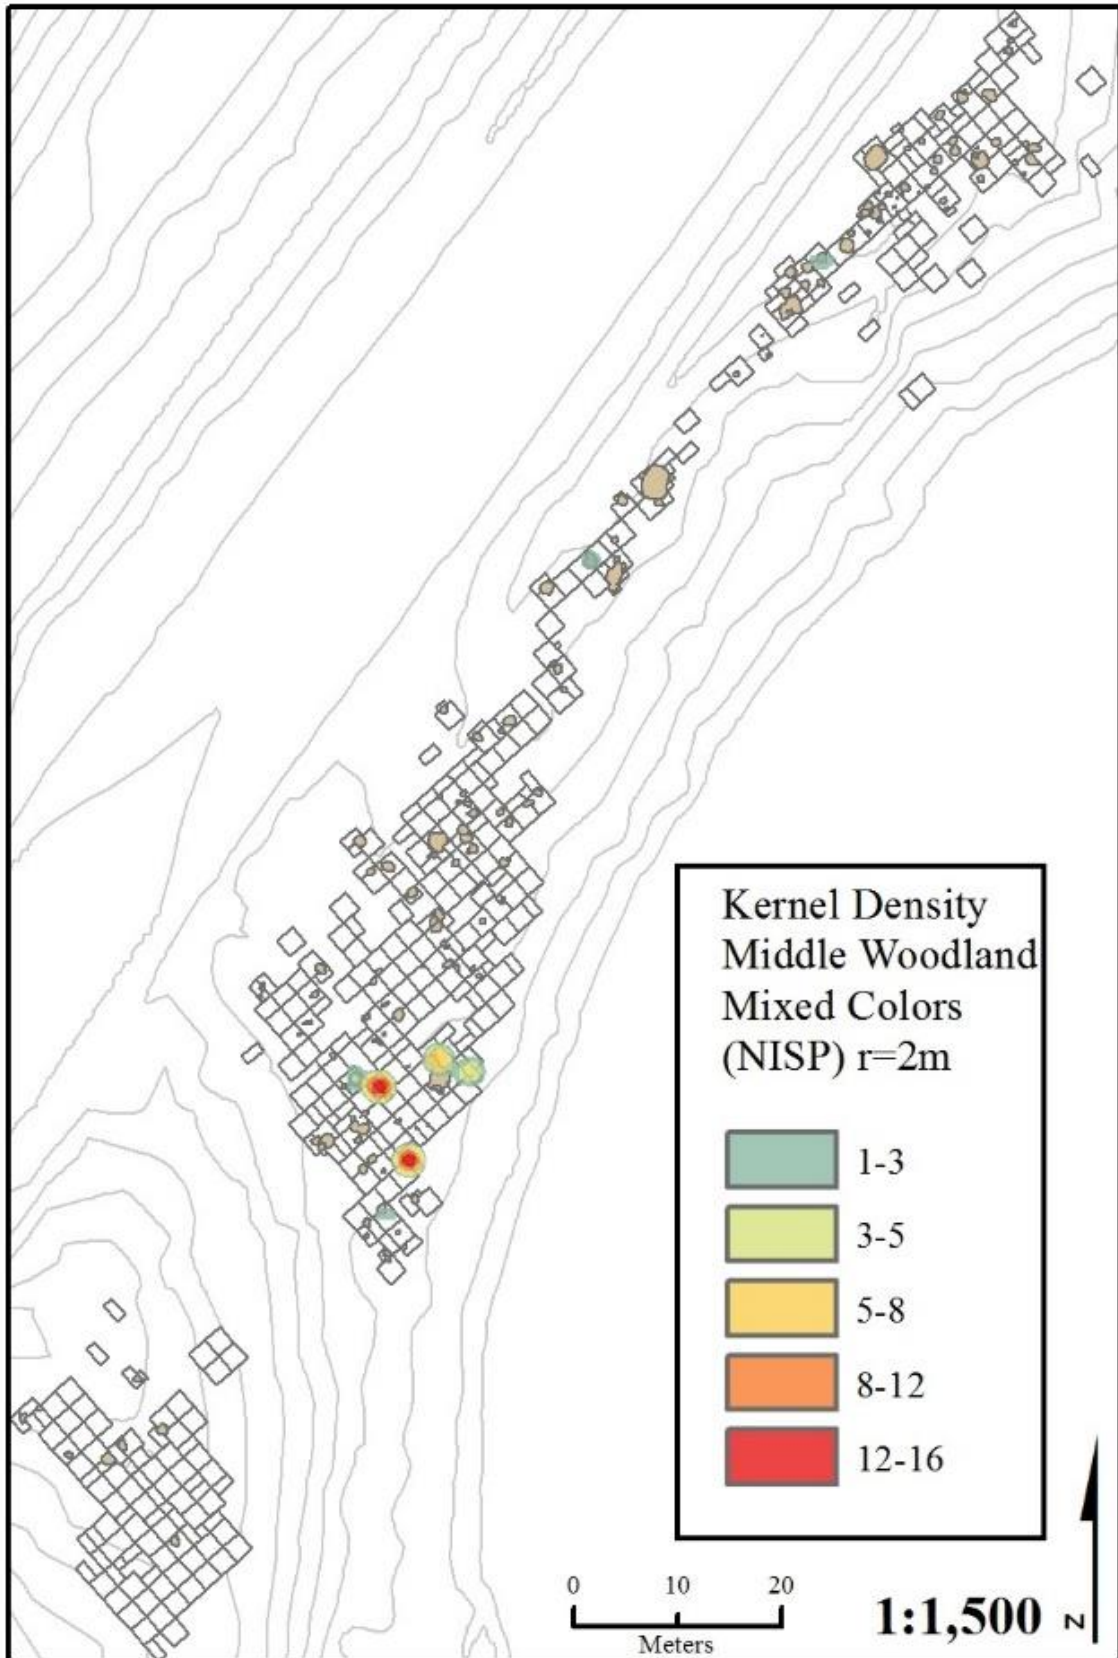 Kernel Density
Middle Woodland
Mixed Colors
(NISP) r=2m
1-3
3-5
5-8
8-12
12-16
0 10 20
Meters
1:1,500
N